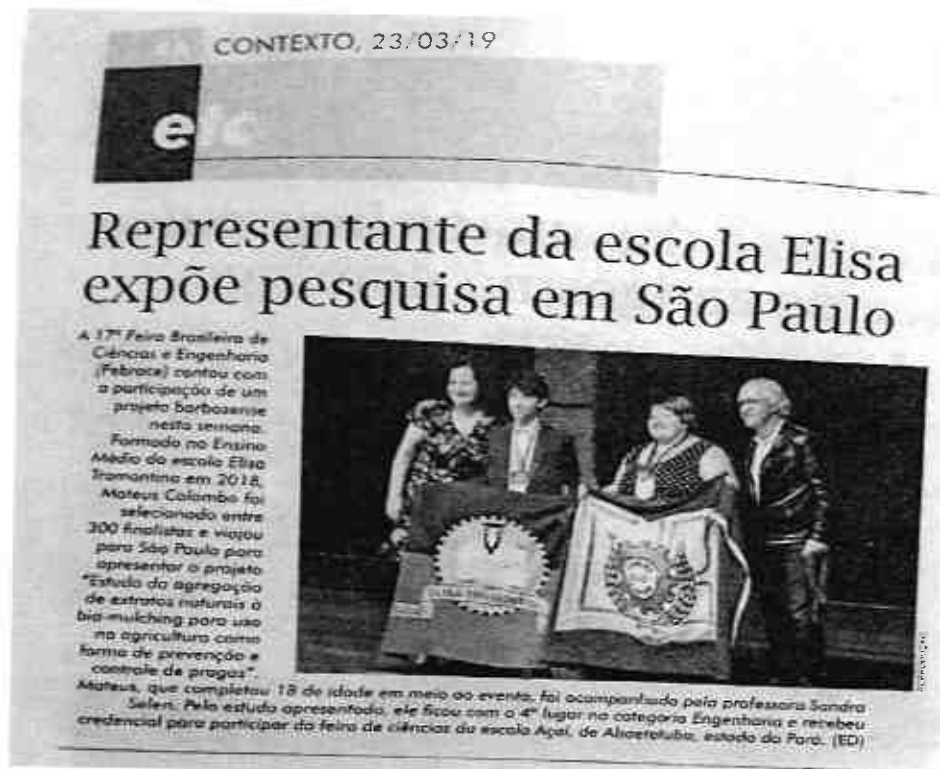 CONTEXTO, 23/03/19
etc
Representante da escola Elisa
expõe pesquisa em São Paulo
A 17ª Feira Brasileira de
Ciências e Engenharia
(Febrace) contou com
a participação de um
projeto barbosense
nesta semana.
Formado no Ensino
Médio da escola Elisa
Tramontina em 2018,
Mateus Colombo foi
selecionado entre
300 finalistas e viajou
para São Paulo para
apresentar o projeto
"Estudo da agregação
de extratos naturais a
bio-mulching para uso
na agricultura como
forma de prevenção e
controle de pragas".
Mateus, que completou 18 de idade em meio ao evento, foi acompanhado pela professora Sandra
Seleri. Pelo estudo apresentado, ele ficou com o 4º lugar na categoria Engenharia e recebeu
credencial para participar da feira de ciências da escola Açaí, de Abaetetuba, estado do Pará. (ED)